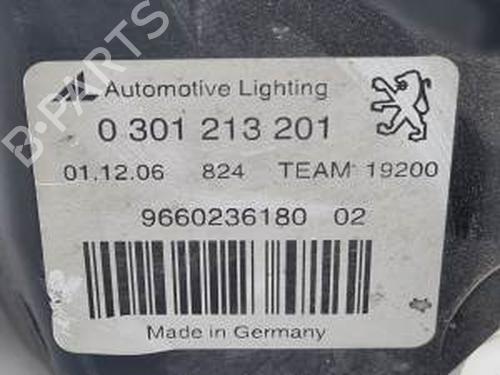 Automotive Lighting
0 301 213 201
01.12.06 824 TEAM 19200
9660236180 02
Made in Germany
B-PARTS